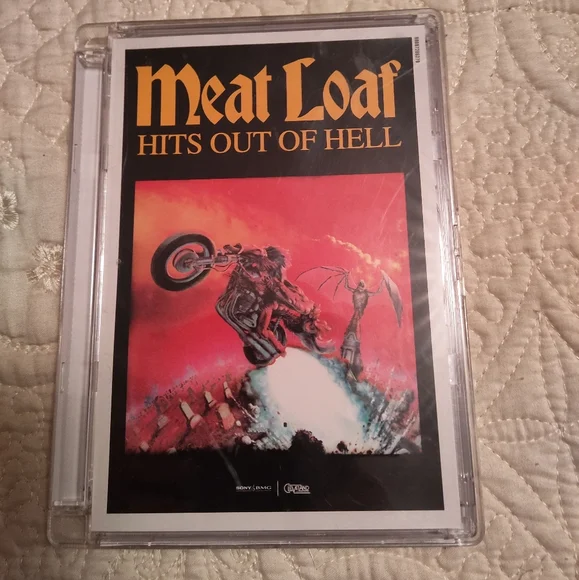 Meat Loaf
HITS OUT OF HELL
SONY BMG